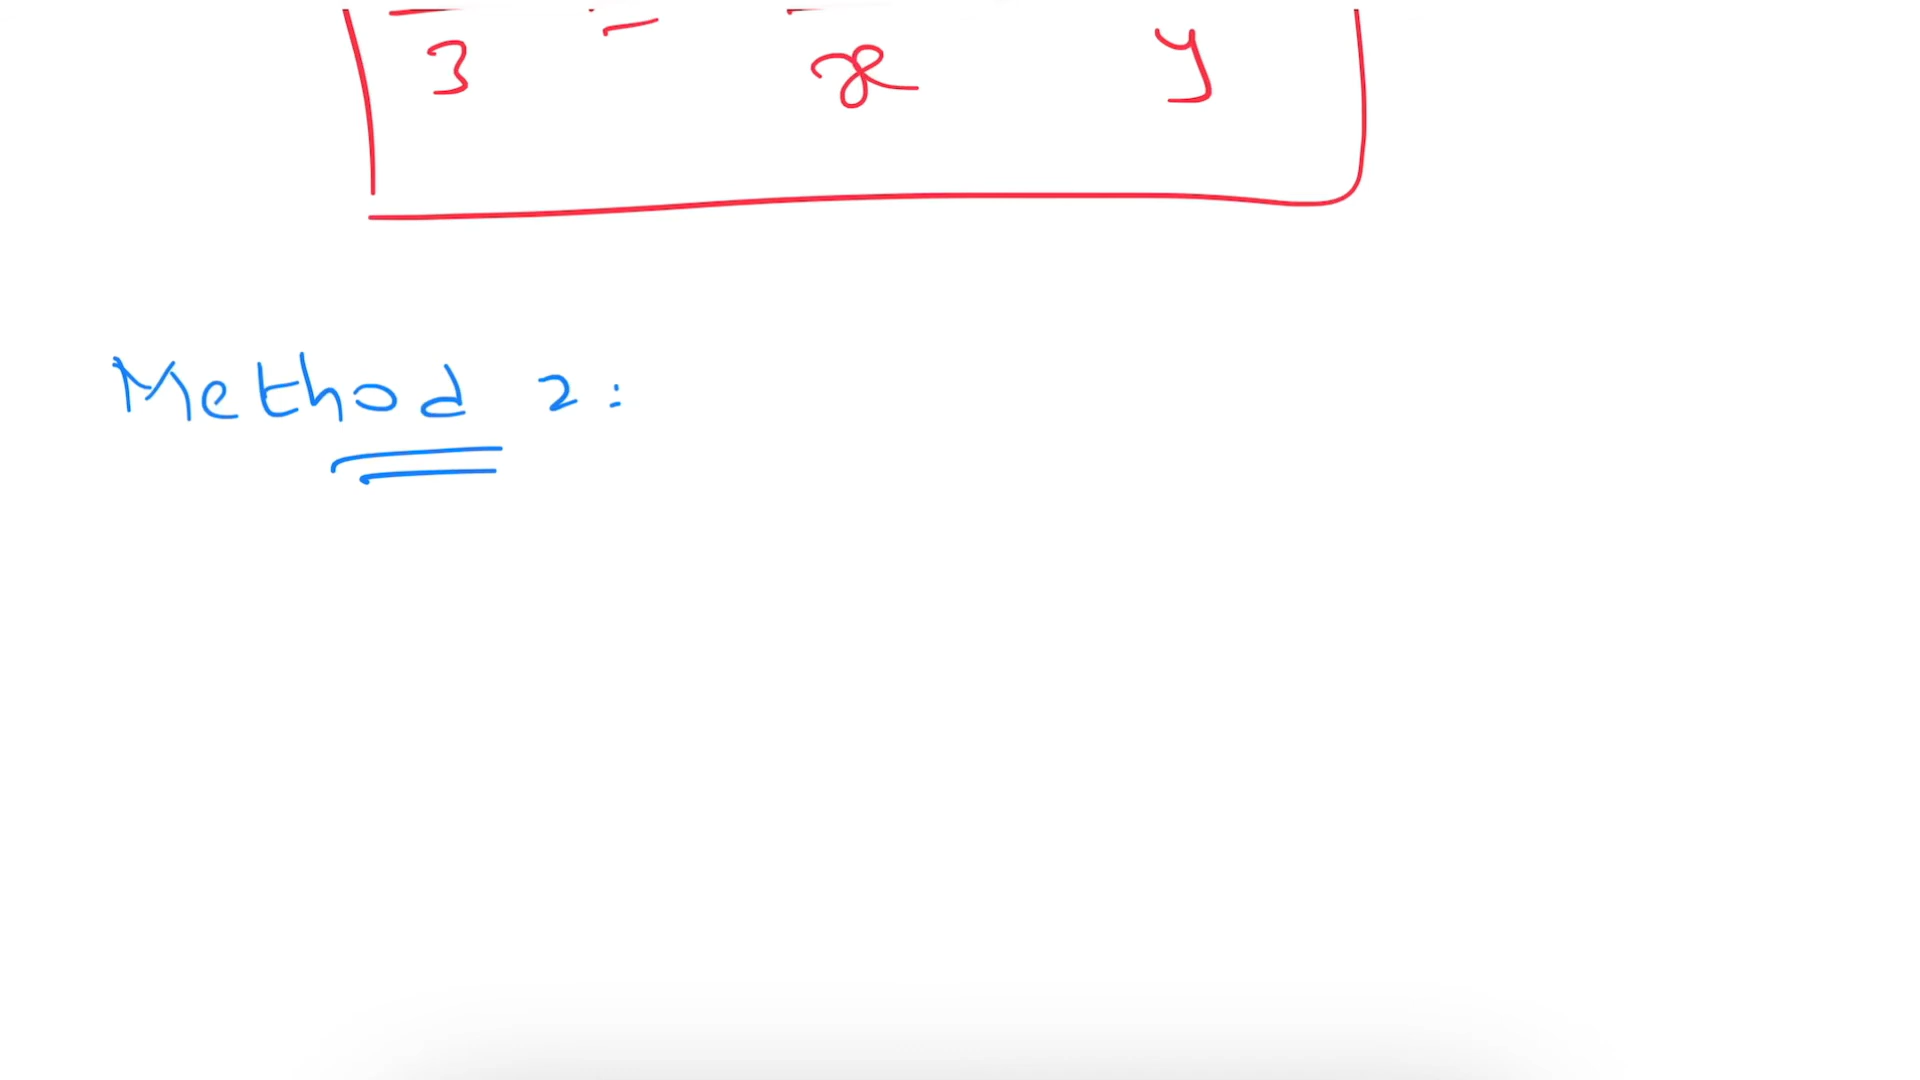 3 = x y
Method 2: